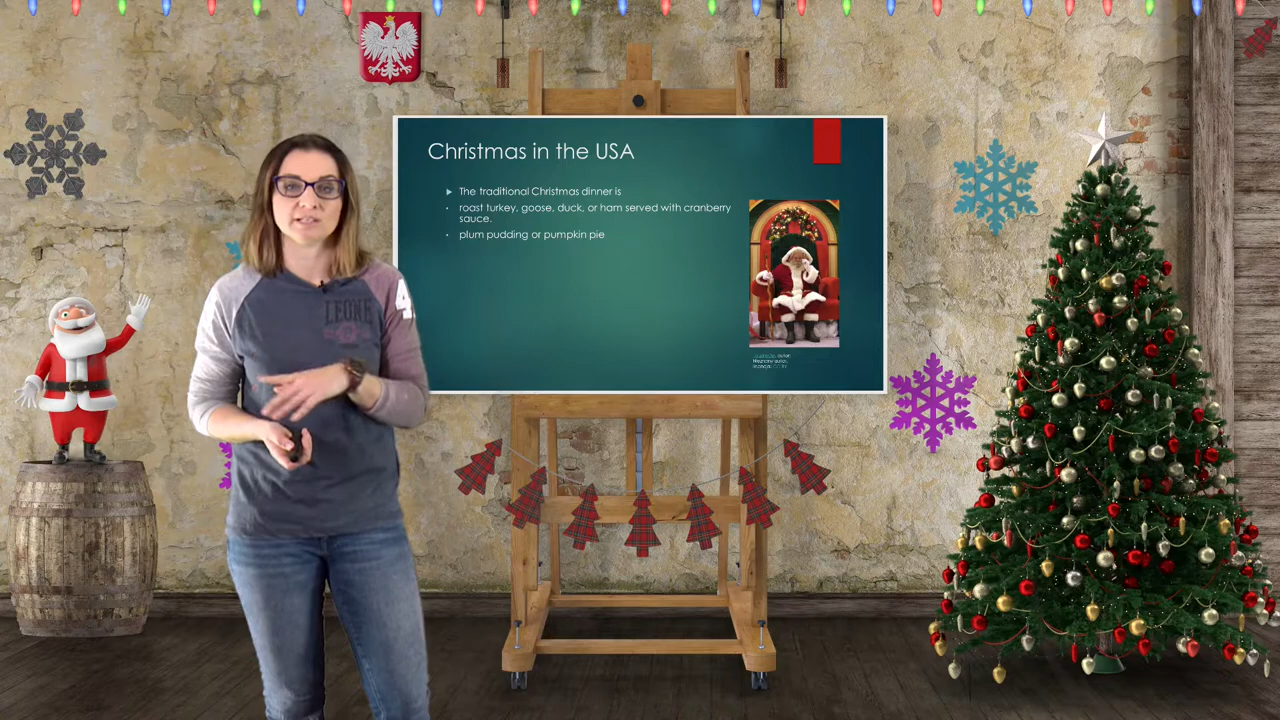 Christmas in the USA
The traditional Christmas dinner is
roast turkey, goose, duck, or ham served with cranberry
sauce.
plum pudding or pumpkin pie
LEONE
4